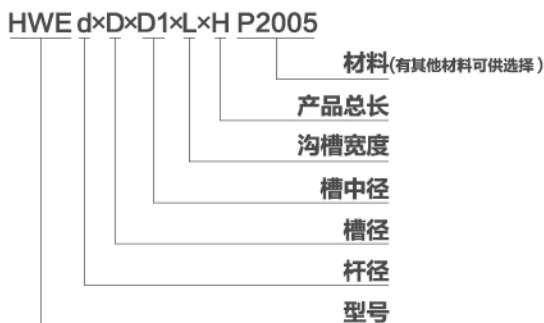 HWE d×D×D1×L×H P2005
材料(有其他材料可供选择)
产品总长
沟槽宽度
槽中径
槽径
杆径
型号